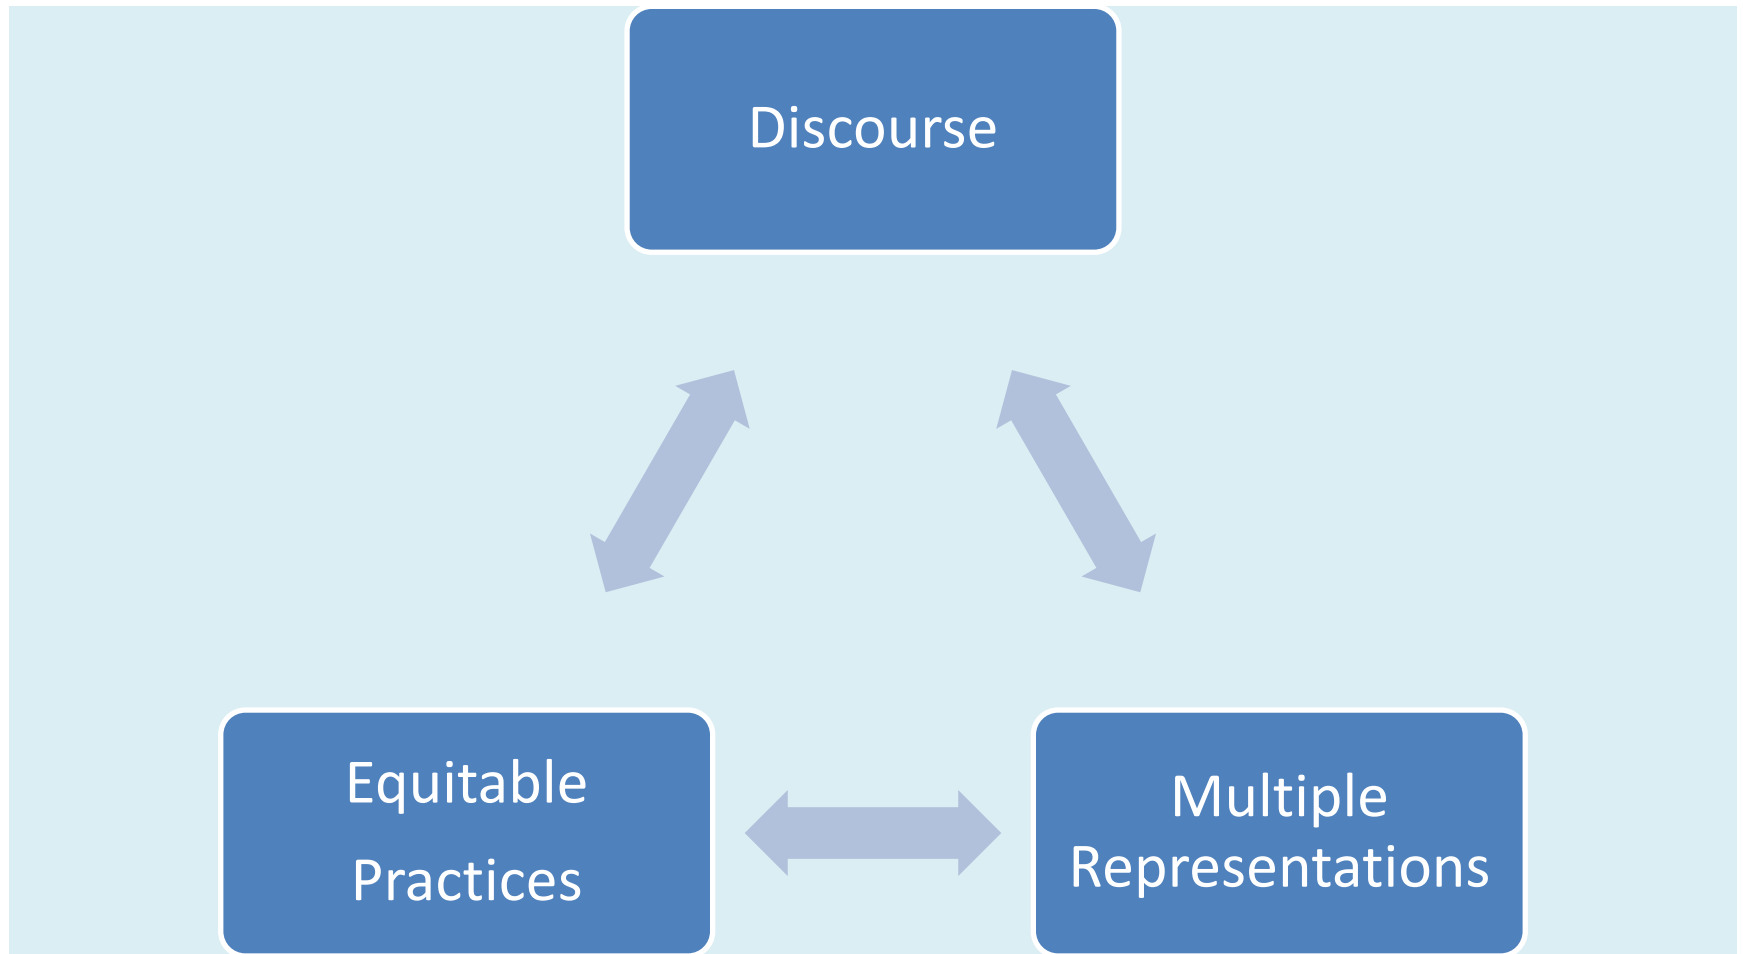 Discourse
Equitable
Practices
Multiple
Representations